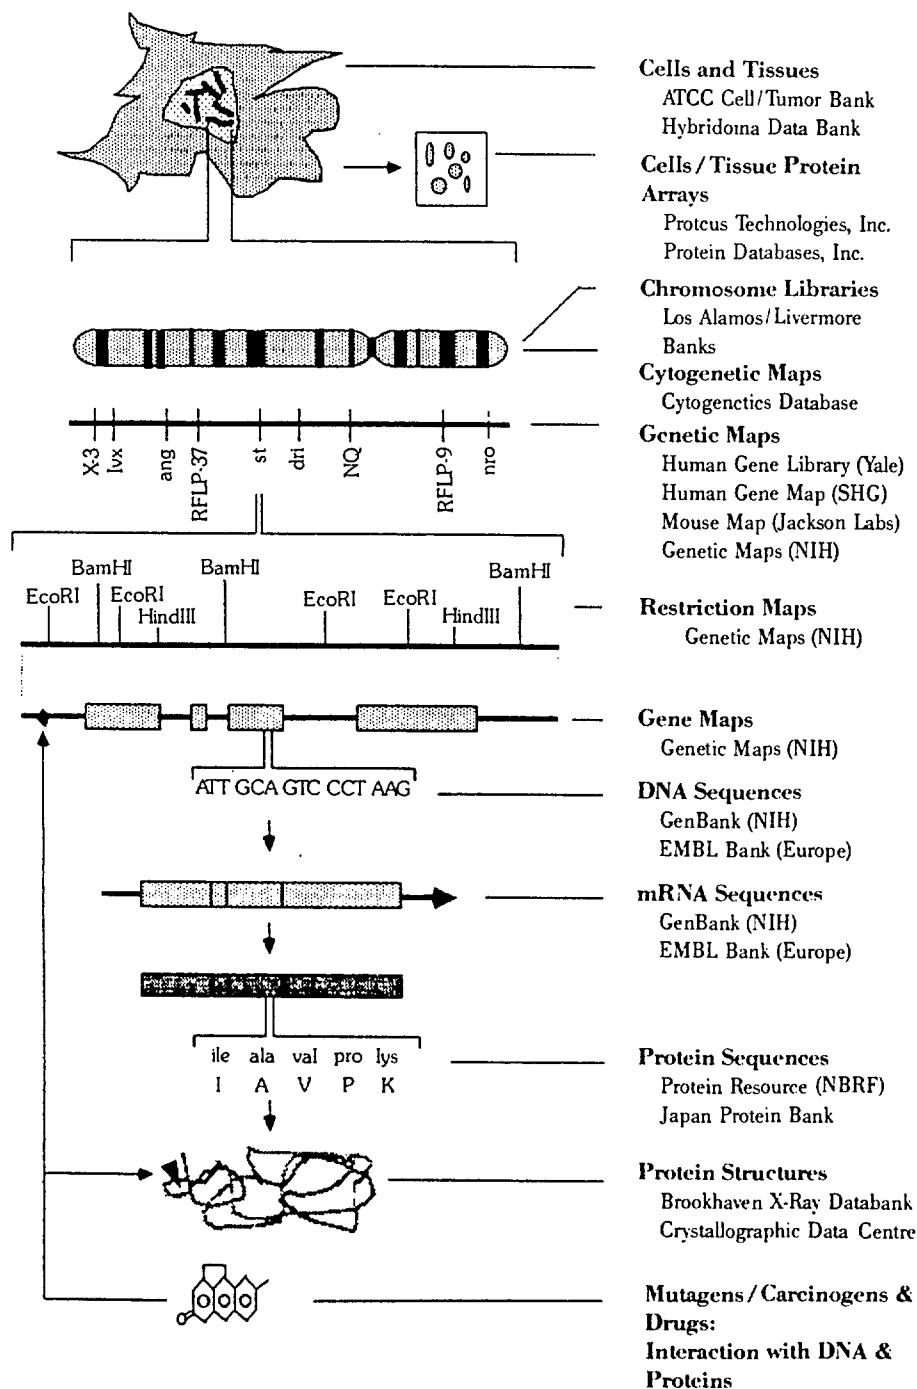 Cells and Tissues
ATCC Cell/Tumor Bank
Hybridoma Data Bank
Cells/Tissue Protein
Arrays
Proteus Technologies, Inc.
Protein Databases, Inc.
Chromosome Libraries
Los Alamos/Livermore
Banks
Cytogenetic Maps
Cytogenetics Database
Genetic Maps
Human Gene Library (Yale)
Human Gene Map (SHG)
Mouse Map (Jackson Labs)
Genetic Maps (NIH)
X-3
lvx
ang
RFLP-37
st
dri
NQ
RFLP-9
nro
BamHI
BamHI
BamHI
EcoRI
EcoRI
EcoRI
EcoRI
HindIII
HindIII
Restriction Maps
Genetic Maps (NIH)
Gene Maps
Genetic Maps (NIH)
ATT GCA GTC CCT AAG
DNA Sequences
GenBank (NIH)
EMBL Bank (Europe)
mRNA Sequences
GenBank (NIH)
EMBL Bank (Europe)
ile ala val pro lys
I A V P K
Protein Sequences
Protein Resource (NBRF)
Japan Protein Bank
Protein Structures
Brookhaven X-Ray Databank
Crystallographic Data Centre
Mutagens/Carcinogens &
Drugs:
Interaction with DNA &
Proteins